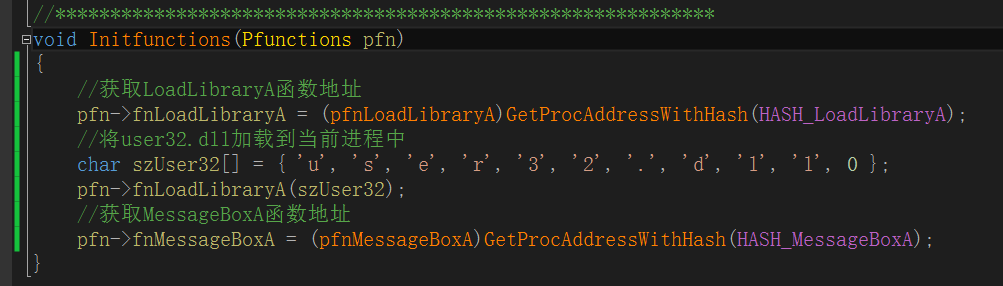 //************************************************************
void Initfunctions(Pfunctions pfn)
{
//获取LoadLibraryA函数地址
pfn->fnLoadLibraryA = (pfnLoadLibraryA)GetProcAddressWithHash(HASH_LoadLibraryA);
//将user32.dll加载到当前进程中
char szUser32[] = { 'u', 's', 'e', 'r', '3', '2', '.', 'd', 'l', 'l', 0 };
pfn->fnLoadLibraryA(szUser32);
//获取MessageBoxA函数地址
pfn->fnMessageBoxA = (pfnMessageBoxA)GetProcAddressWithHash(HASH_MessageBoxA);
}